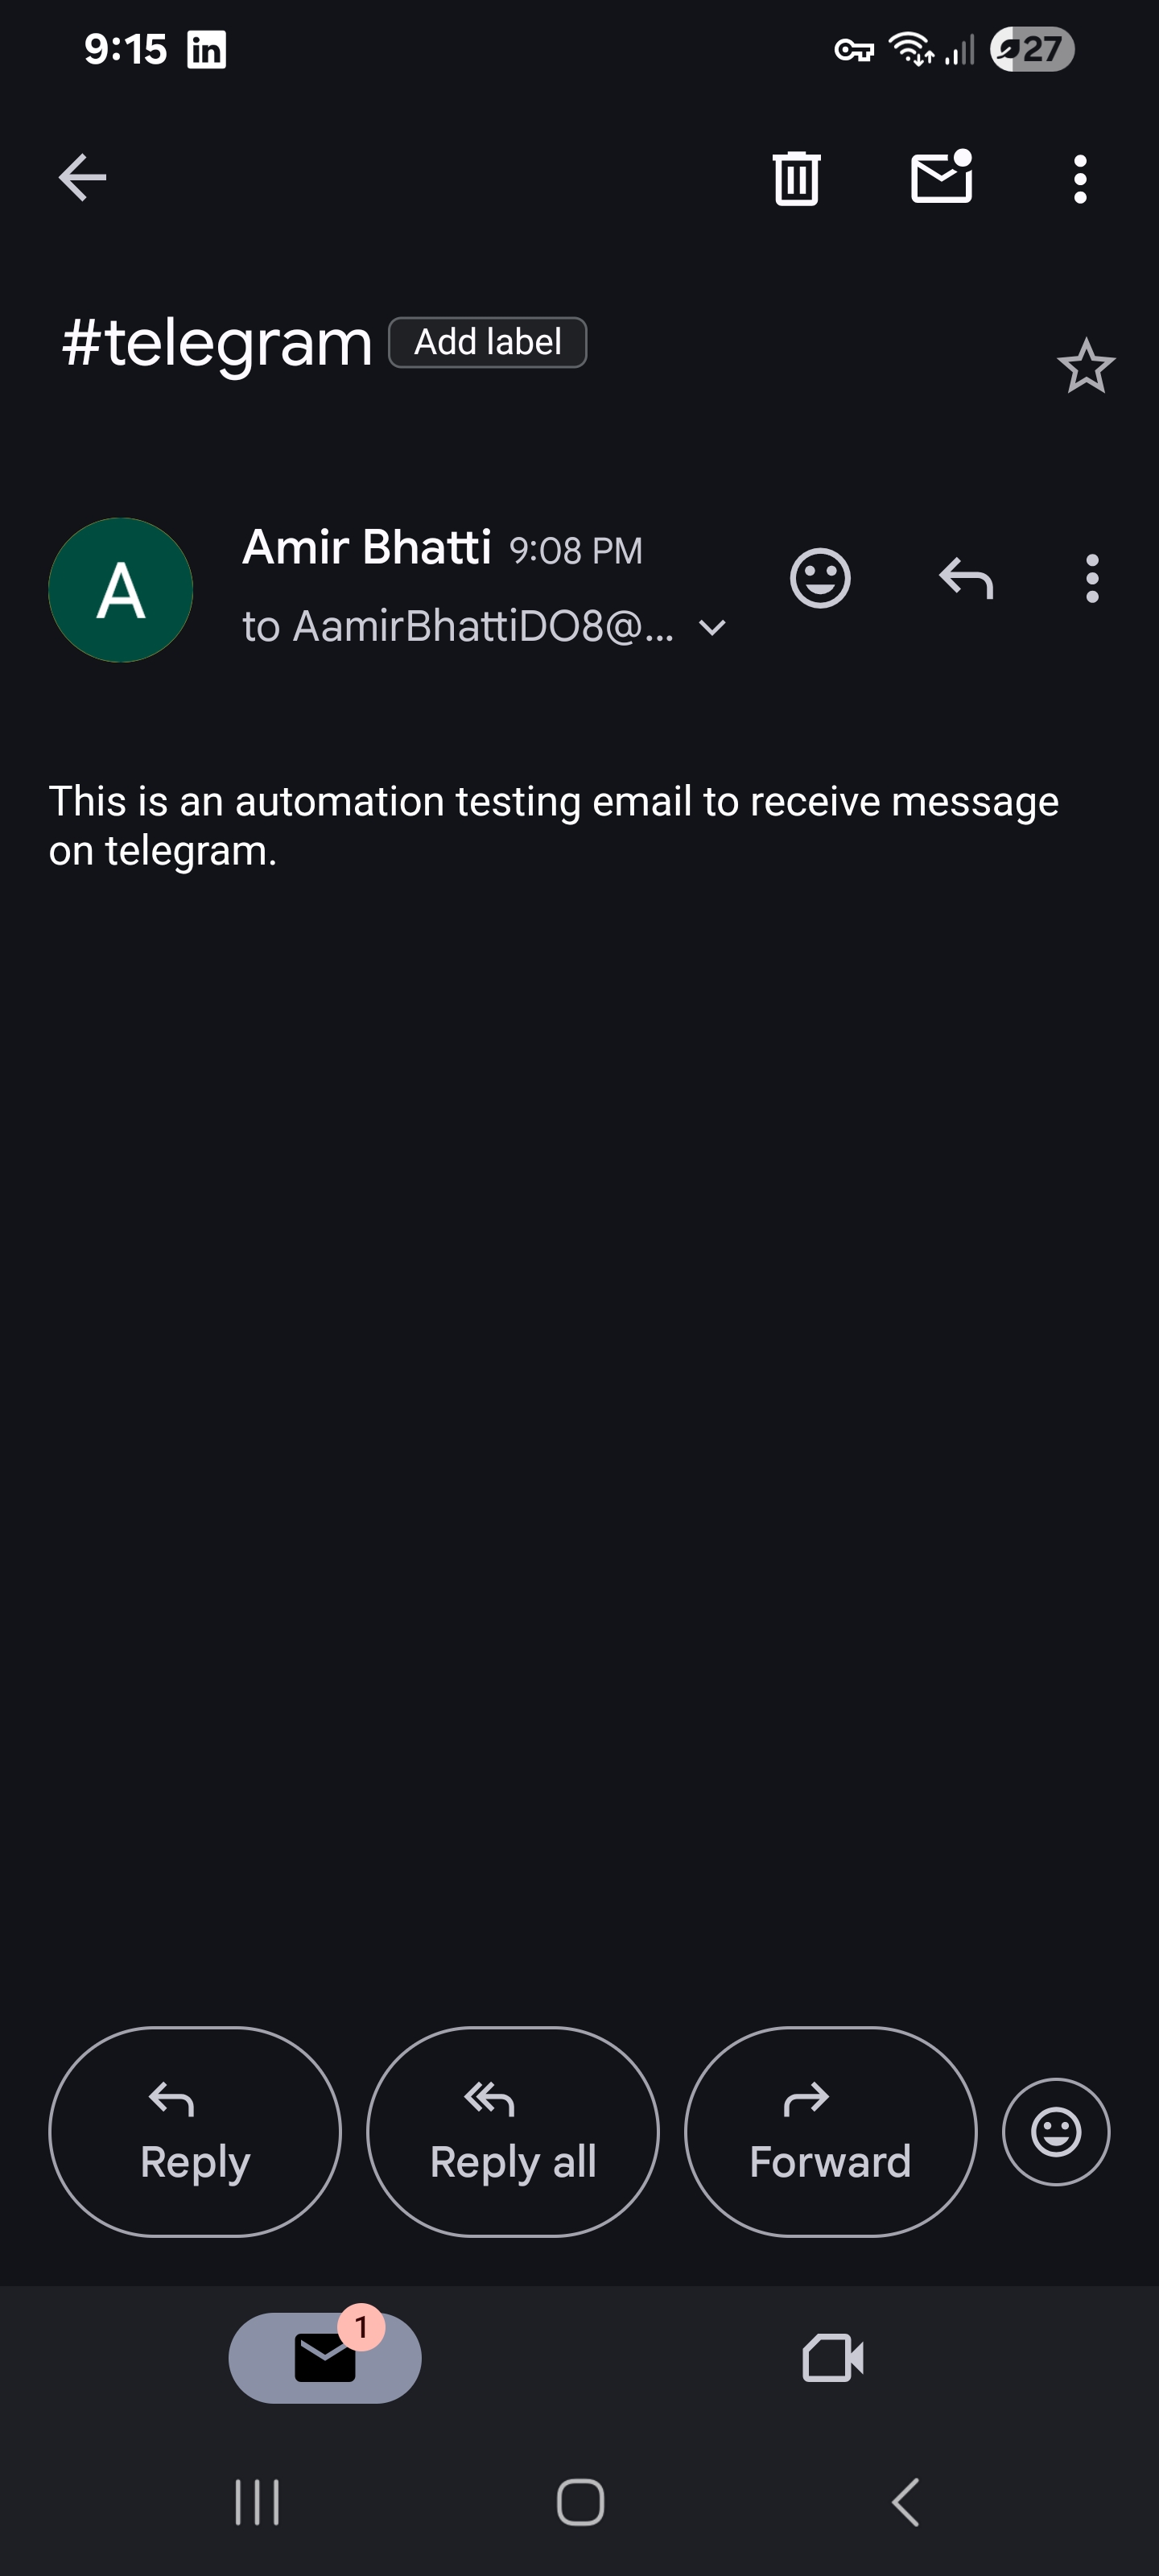 9:15 in 27
#telegram Add label
A
Amir Bhatti 9:08 PM
to AamirBhattiDO8@...
This is an automation testing email to receive message
on telegram.
Reply Reply all Forward
1